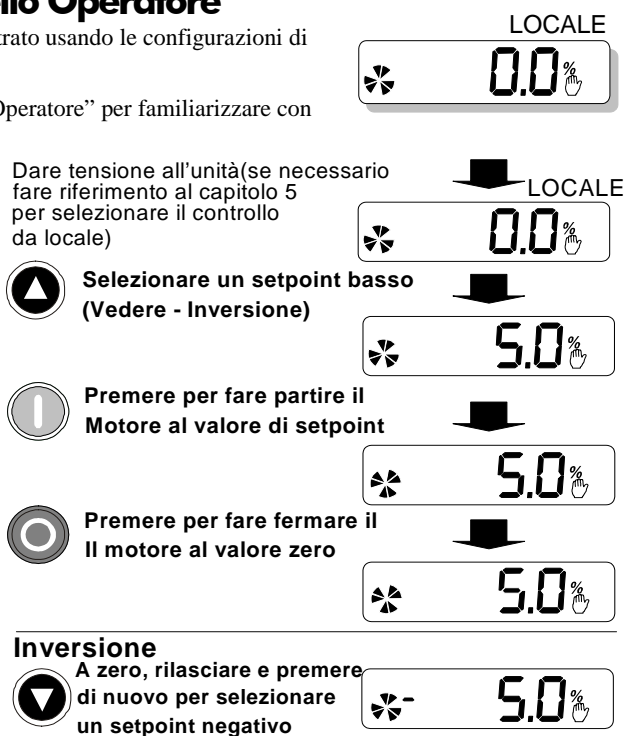 llo Operatore
LOCALE
trato usando le configurazioni di
0.0%
Operatore” per familiarizzare con
Dare tensione all'unità(se necessario
fare riferimento al capitolo 5
per selezionare il controllo
da locale)
LOCALE
0.0%
Selezionare un setpoint basso
(Vedere - Inversione)
5.0%
Premere per fare partire il
Motore al valore di setpoint
5.0%
Premere per fare fermare il
Il motore al valore zero
5.0%
Inversione
A zero, rilasciare e premere
di nuovo per selezionare
un setpoint negativo
- 5.0%